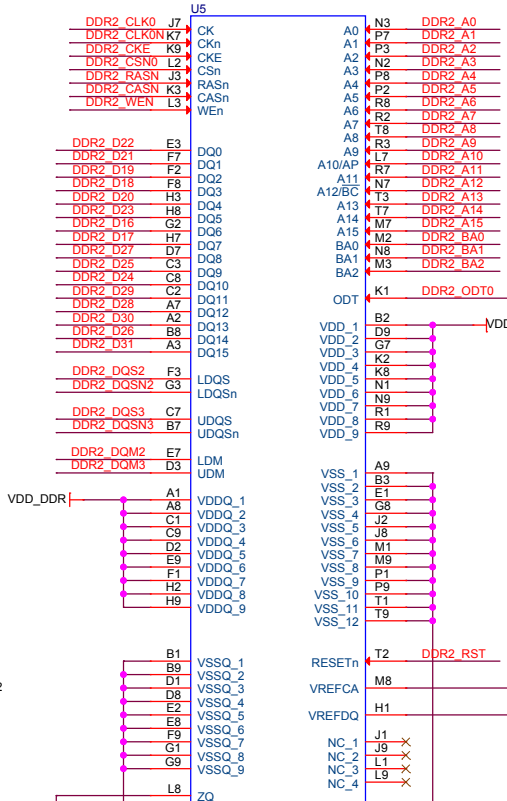 U5
DDR2_CLK0 J7 CK
DDR2_CLK0N K7 CKn
DDR2_CKE K9 CKE
DDR2_CSN0 L2 CSn
DDR2_RASN J3 RASn
DDR2_CASN K3 CASn
DDR2_WEN L3 WEn
DDR2_D22 E3 DQ0
DDR2_D21 F7 DQ1
DDR2_D19 F2 DQ2
DDR2_D18 F8 DQ3
DDR2_D20 H3 DQ4
DDR2_D23 H8 DQ5
DDR2_D16 G2 DQ6
DDR2_D17 H7 DQ7
DDR2_D27 D7 DQ8
DDR2_D25 C3 DQ9
DDR2_D24 C8 DQ10
DDR2_D29 C2 DQ11
DDR2_D28 A7 DQ12
DDR2_D30 A2 DQ13
DDR2_D26 B8 DQ14
DDR2_D31 A3 DQ15
DDR2_DQS2 F3 LDQS
DDR2_DQSN2 G3 LDQSn
DDR2_DQS3 C7 UDQS
DDR2_DQSN3 B7 UDQSn
DDR2_DQM2 E7 LDM
DDR2_DQM3 D3 UDM
VDD_DDR A1 VDDQ_1
A8 VDDQ_2
C1 VDDQ_3
C9 VDDQ_4
D2 VDDQ_5
E9 VDDQ_6
F1 VDDQ_7
H2 VDDQ_8
H9 VDDQ_9
B1 VSSQ_1
B9 VSSQ_2
D1 VSSQ_3
D8 VSSQ_4
E2 VSSQ_5
E8 VSSQ_6
F9 VSSQ_7
G1 VSSQ_8
G9 VSSQ_9
L8 ZQ
A0 N3 DDR2_A0
A1 P7 DDR2_A1
A2 P3 DDR2_A2
A3 N2 DDR2_A3
A4 P8 DDR2_A4
A5 P2 DDR2_A5
A6 R8 DDR2_A6
A7 R2 DDR2_A7
A8 T8 DDR2_A8
A9 R3 DDR2_A9
A10/AP L7 DDR2_A10
A11 R7 DDR2_A11
A12/BC N7 DDR2_A12
A13 T3 DDR2_A13
A14 T7 DDR2_A14
A15 M7 DDR2_A15
BA0 M2 DDR2_BA0
BA1 N8 DDR2_BA1
BA2 M3 DDR2_BA2
ODT K1 DDR2_ODT0
VDD_1 B2
VDD_2 D9
VDD_3 G7
VDD_4 K2
VDD_5 K8
VDD_6 N1
VDD_7 N9
VDD_8 R1
VDD_9 R9
VSS_1 A9
VSS_2 B3
VSS_3 E1
VSS_4 G8
VSS_5 J2
VSS_6 J8
VSS_7 M1
VSS_8 M9
VSS_9 P1
VSS_10 P9
VSS_11 T1
VSS_12 T9
RESETn T2 DDR2_RST
VREFCA M8
VREFDQ H1
NC_1 J1
NC_2 J9
NC_3 L1
NC_4 L9